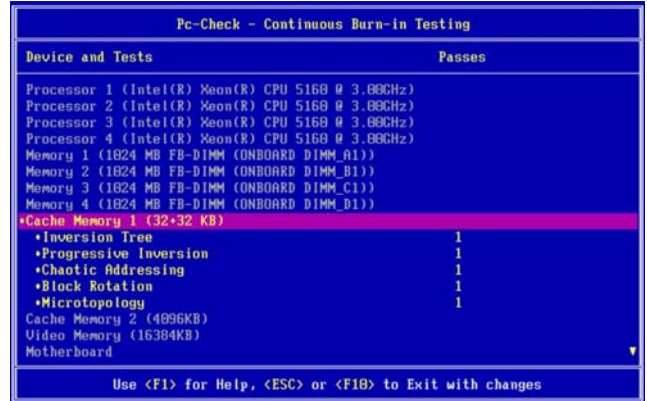 Pc-Check - Continuous Burn-in Testing
Device and Tests Passes
Processor 1 (Intel(R) Xeon(R) CPU 5160 @ 3.00GHz)
Processor 2 (Intel(R) Xeon(R) CPU 5160 @ 3.00GHz)
Processor 3 (Intel(R) Xeon(R) CPU 5160 @ 3.00GHz)
Processor 4 (Intel(R) Xeon(R) CPU 5160 @ 3.00GHz)
Memory 1 (1024 MB FB-DIMM (ONBOARD DIMM_A1))
Memory 2 (1024 MB FB-DIMM (ONBOARD DIMM_B1))
Memory 3 (1024 MB FB-DIMM (ONBOARD DIMM_C1))
Memory 4 (1024 MB FB-DIMM (ONBOARD DIMM_D1))
•Cache Memory 1 (32+32 KB)
•Inversion Tree 1
•Progressive Inversion 1
•Chaotic Addressing 1
•Block Rotation 1
•Microtopology 1
Cache Memory 2 (4096KB)
Video Memory (16384KB)
Motherboard
Use <F1> for Help, <ESC> or <F10> to Exit with changes